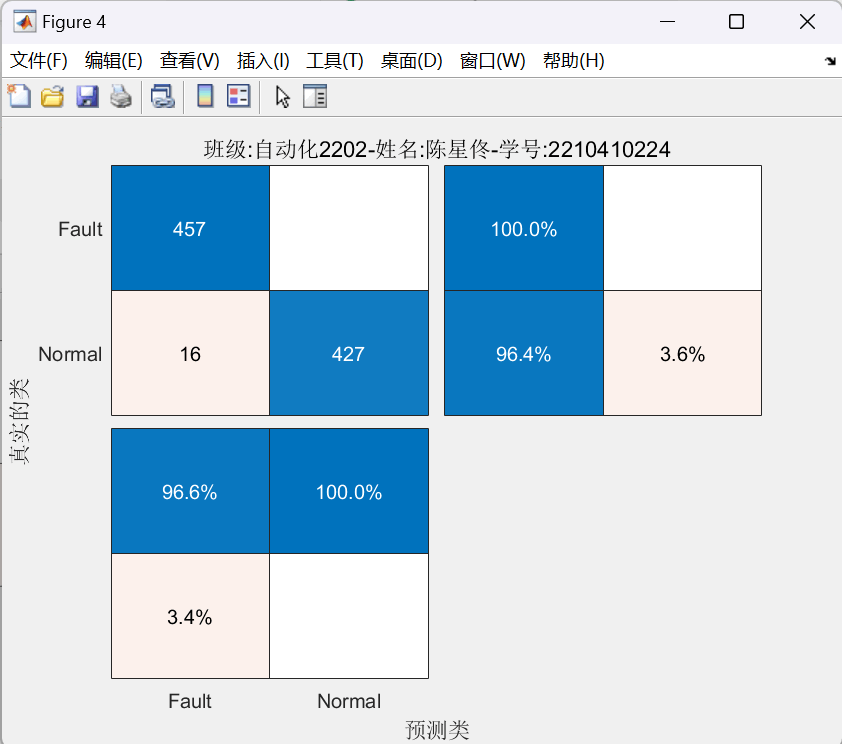 Figure 4
文件(F) 编辑(E) 查看(V) 插入(I) 工具(T) 桌面(D) 窗口(W) 帮助(H)
班级:自动化2202-姓名:陈星佟-学号:2210410224
Fault 457 100.0%
Normal 16 427 96.4% 3.6%
真实的类
96.6% 100.0%
3.4%
Fault Normal
预测类